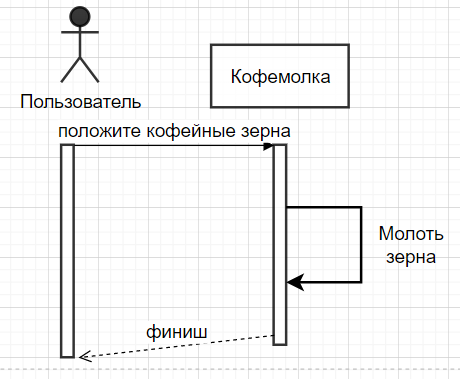 Пользователь
Кофемолка
положите кофейные зерна
Молоть
зерна
финиш